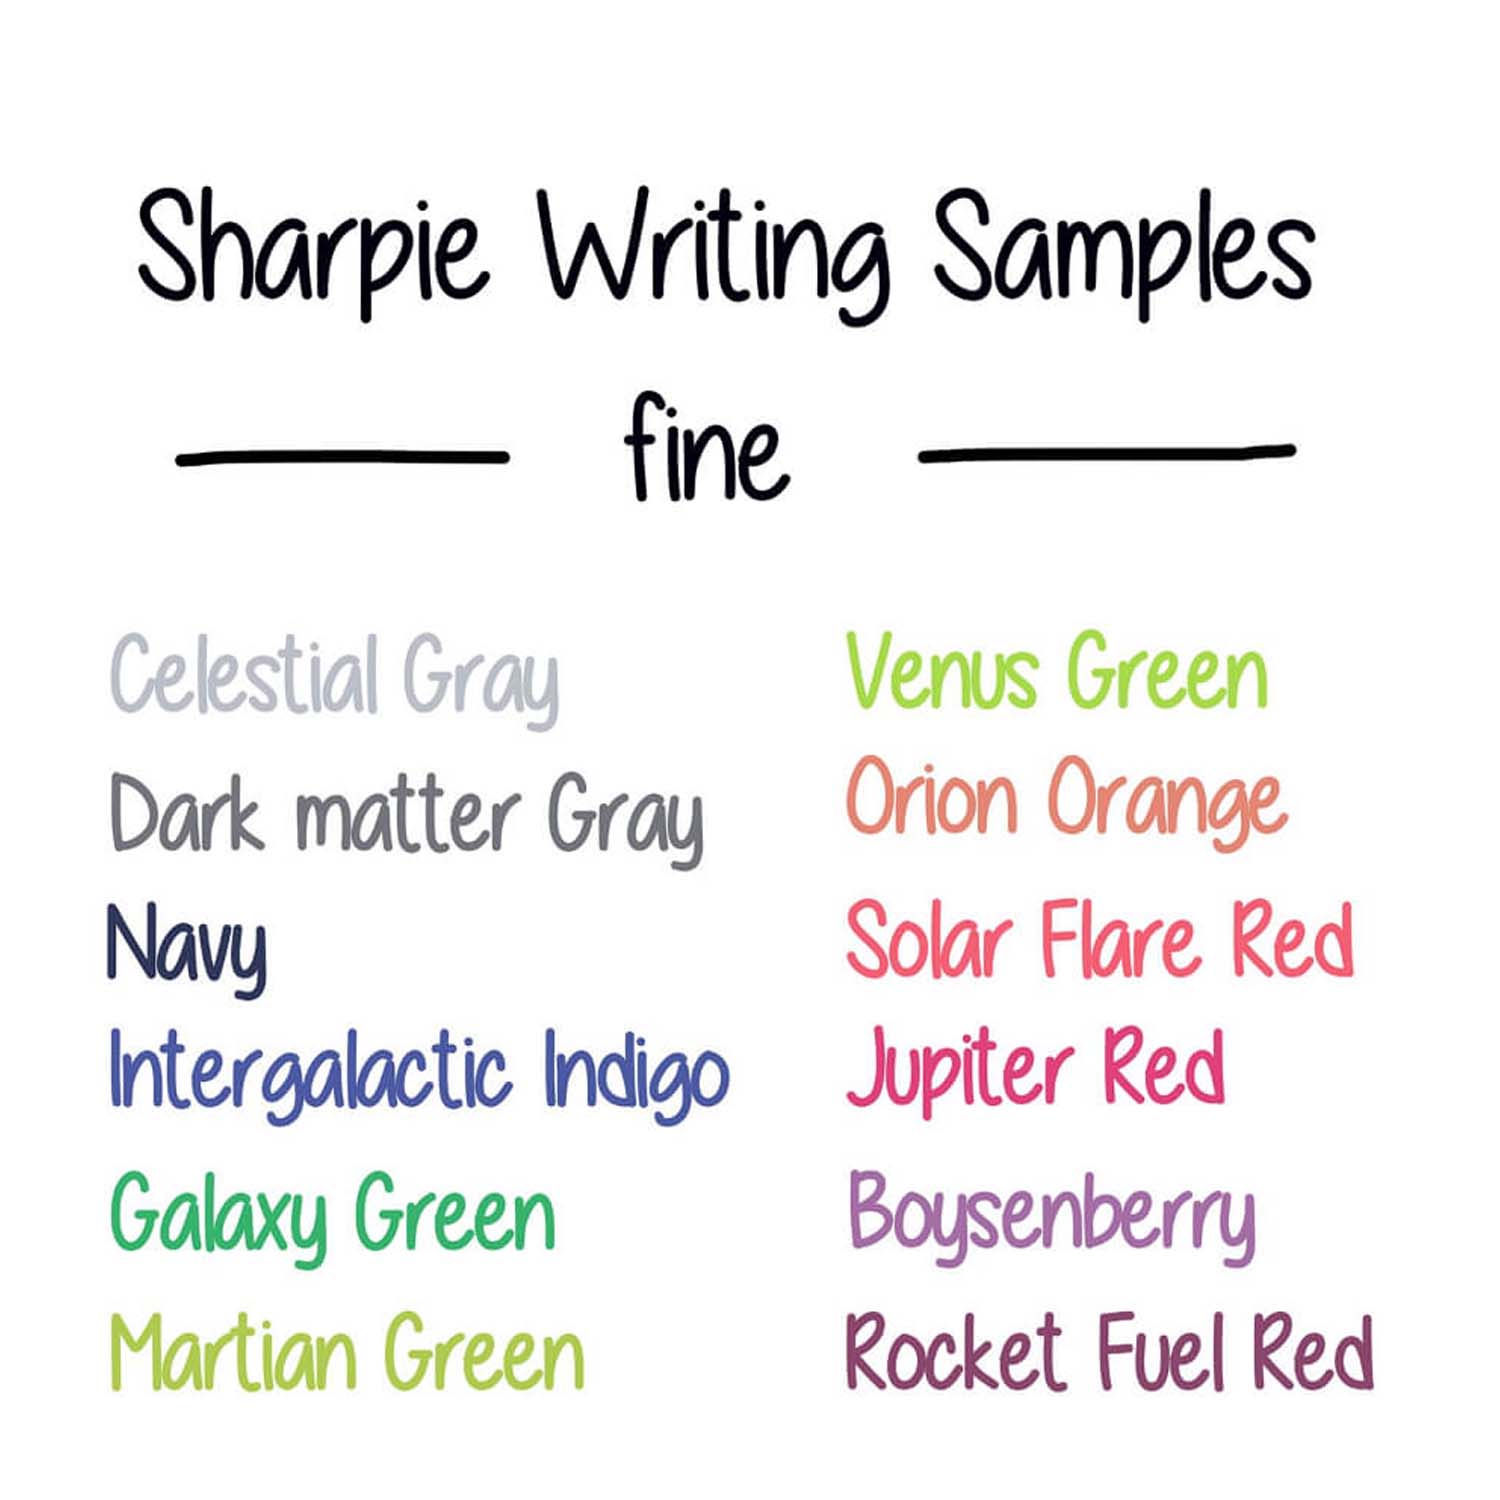 Sharpie Writing Samples
fine
Celestial Gray
Dark matter Gray
Navy
Intergalactic Indigo
Galaxy Green
Martian Green
Venus Green
Orion Orange
Solar Flare Red
Jupiter Red
Boysenberry
Rocket Fuel Red